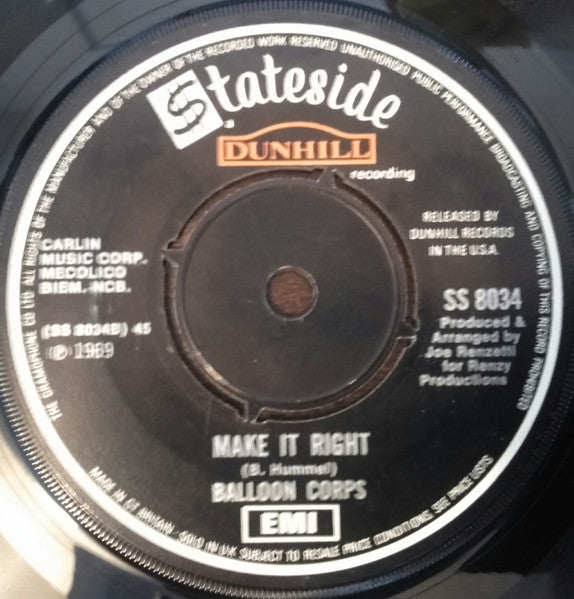 THE GRAMOPHONE CO LTD ALL RIGHTS OF THE MANUFACTURER AND OF THE OWNER OF THE RECORDED WORK RESERVED UNAUTHORISED PUBLIC PERFORMANCE BROADCASTING AND COPYING OF THIS RECORD PROHIBITED
Stateside
a
DUNHILL
recording
CARLIN
MUSIC CORP.
MECOLICO
BIEM. NCB.
(SS 8034B) 45
℗ 1969
RELEASED BY
DUNHILL RECORDS
IN THE U.S.A.
SS 8034
Produced &
Arranged by
Joe Renzetti
for Renzy
Productions
MAKE IT RIGHT
(B. Hummel)
BALLOON CORPS
EMI
MADE IN GT BRITAIN SOLD IN U.K SUBJECT TO RESALE PRICE CONDITIONS, SEE PRICE LISTS